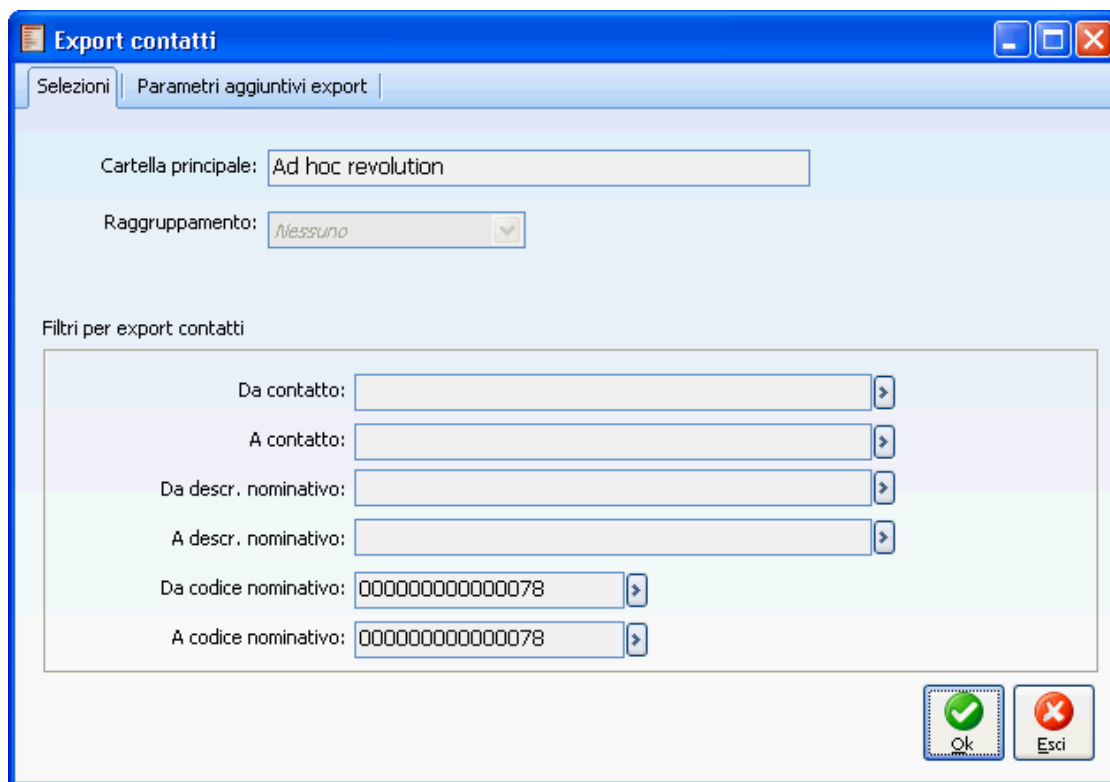 Export contatti
Selezioni Parametri aggiuntivi export
Cartella principale: Ad hoc revolution
Raggruppamento: Nessuno
Filtri per export contatti
Da contatto:
A contatto:
Da descr. nominativo:
A descr. nominativo:
Da codice nominativo: 000000000000078
A codice nominativo: 000000000000078
Ok Esci